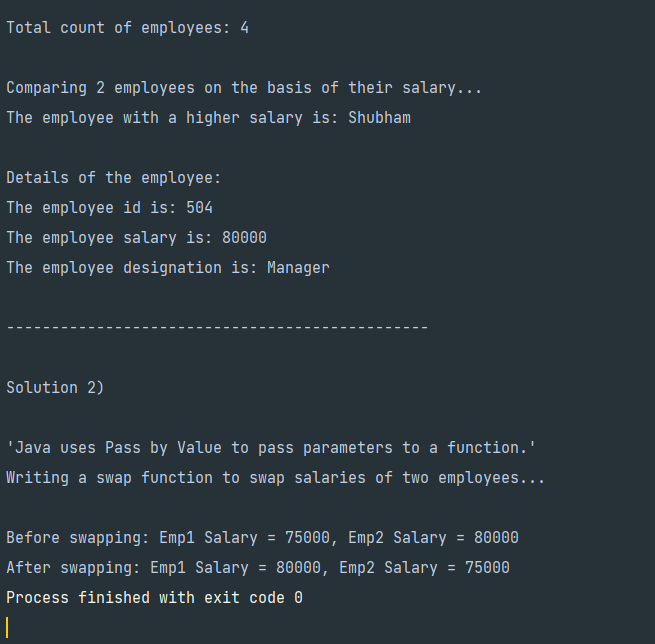 Total count of employees: 4
Comparing 2 employees on the basis of their salary...
The employee with a higher salary is: Shubham
Details of the employee:
The employee id is: 504
The employee salary is: 80000
The employee designation is: Manager
-----------------------------------------------
Solution 2)
'Java uses Pass by Value to pass parameters to a function.'
Writing a swap function to swap salaries of two employees...
Before swapping: Emp1 Salary = 75000, Emp2 Salary = 80000
After swapping: Emp1 Salary = 80000, Emp2 Salary = 75000
Process finished with exit code 0